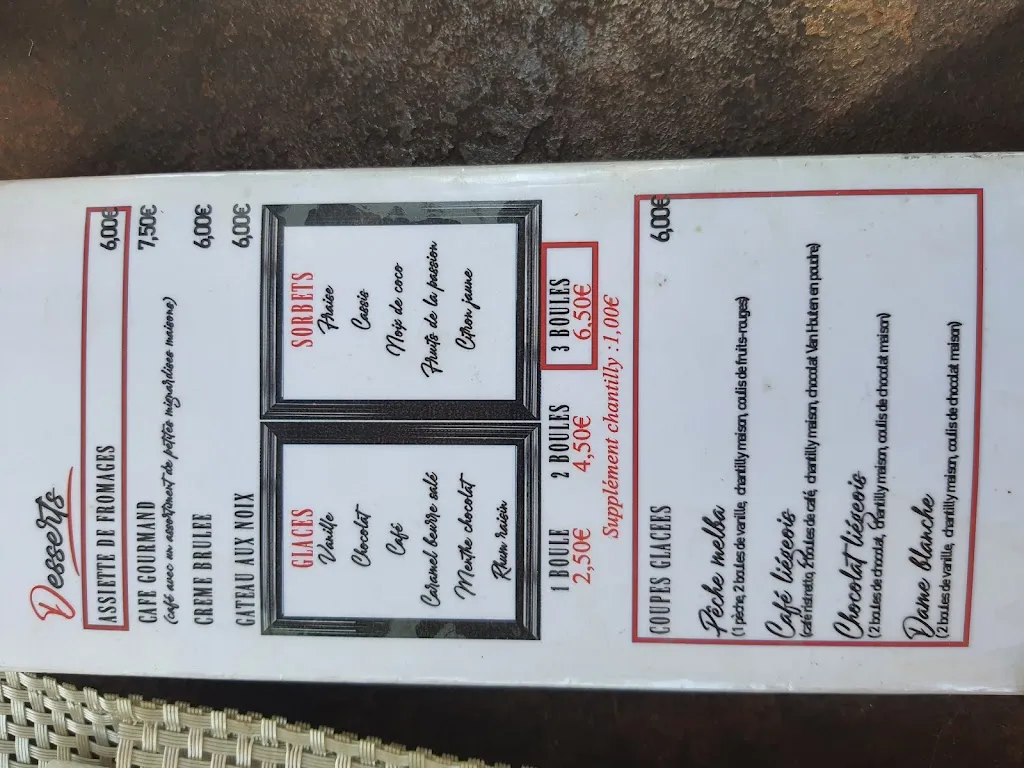 Desserts
ASSIETTE DE FROMAGES 6,00€
CAFE GOURMAND 7,50€
(café avec un assortiment de petites mignardises maisons)
CREME BRULEE 6,00€
GATEAU AUX NOIX 6,00€
GLACES
Vanille
Chocolat
Café
Caramel beurre salé
Menthe chocolat
Rhum raisin
SORBETS
Fraise
Cassis
Noix de coco
Fruits de la passion
Citron jaune
1 BOULE 2 BOULES 3 BOULES
2,50€ 4,50€ 6,50€
Supplément chantilly : 1,00€
COUPES GLACEES 6,00€
Pêche melba
(1 pêche, 2 boules de vanille, chantilly maison, coulis de fruits-rouges)
Café liégeois
(café ristretto, 2 boules de café, chantilly maison, chocolat Van Huten en poudre)
Chocolat liégeois
(2 boules de chocolat, chantilly maison, coulis de chocolat maison)
Dame blanche
(2 boules de vanille, chantilly maison, coulis de chocolat maison)